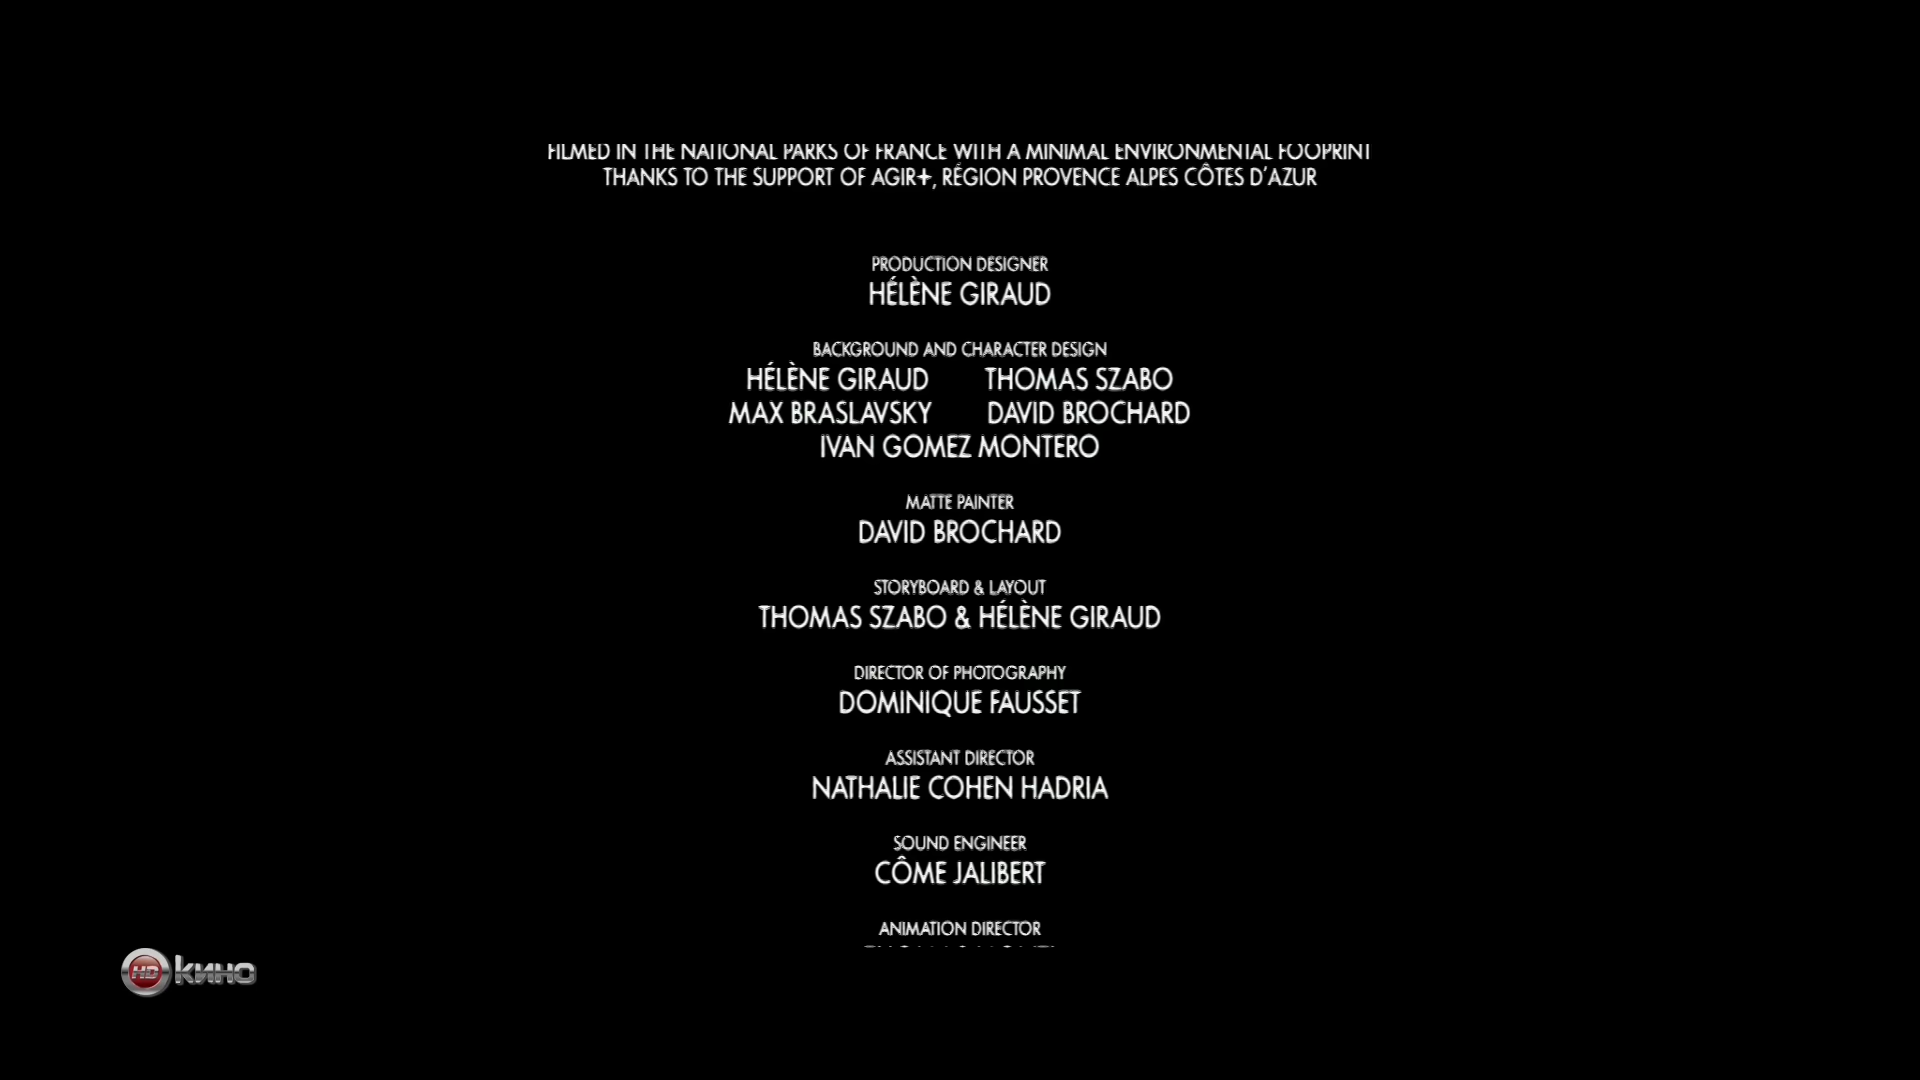 FILMED IN THE NATIONAL PARKS OF FRANCE WITH A MINIMAL ENVIRONMENTAL FOOPRINT
THANKS TO THE SUPPORT OF AGIR+, RÉGION PROVENCE ALPES CÔTES D'AZUR
PRODUCTION DESIGNER
HÉLÈNE GIRAUD
BACKGROUND AND CHARACTER DESIGN
HÉLÈNE GIRAUD THOMAS SZABO
MAX BRASLAVSKY DAVID BROCHARD
IVAN GOMEZ MONTERO
MATTE PAINTER
DAVID BROCHARD
STORYBOARD & LAYOUT
THOMAS SZABO & HÉLÈNE GIRAUD
DIRECTOR OF PHOTOGRAPHY
DOMINIQUE FAUSSET
ASSISTANT DIRECTOR
NATHALIE COHEN HADRIA
SOUND ENGINEER
CÔME JALIBERT
ANIMATION DIRECTOR
HD КИНО